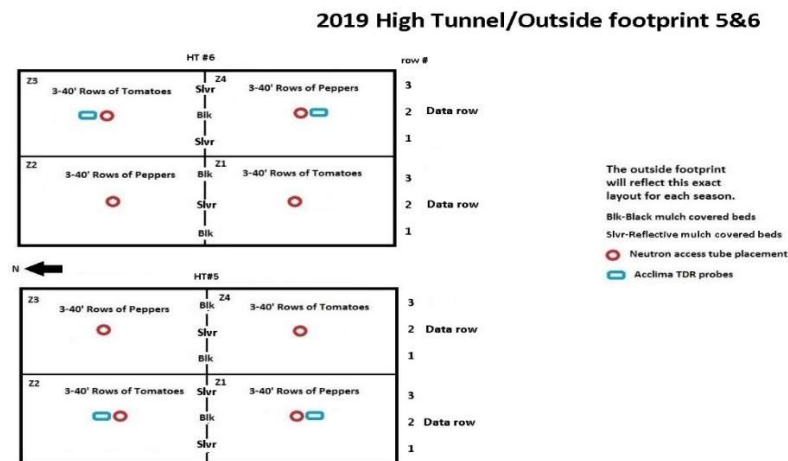 2019 High Tunnel/Outside footprint 5&6
HT #6
row #
Z3
Z4
3-40' Rows of Tomatoes
Slvr
3-40' Rows of Peppers
3
Blk
2 Data row
Slvr
1
Z2
Z1
3-40' Rows of Peppers
Blk
3-40' Rows of Tomatoes
3
Slvr
2 Data row
Blk
1
The outside footprint
will reflect this exact
layout for each season.
Blk-Black mulch covered beds
Slvr-Reflective mulch covered beds
Neutron access tube placement
Acclima TDR probes
N
HT#5
Z3
Z4
3-40' Rows of Peppers
Blk
3-40' Rows of Tomatoes
3
Slvr
2 Data row
Blk
1
Z2
Z1
3-40' Rows of Tomatoes
Slvr
3-40' Rows of Peppers
3
Blk
2 Data row
Slvr
1